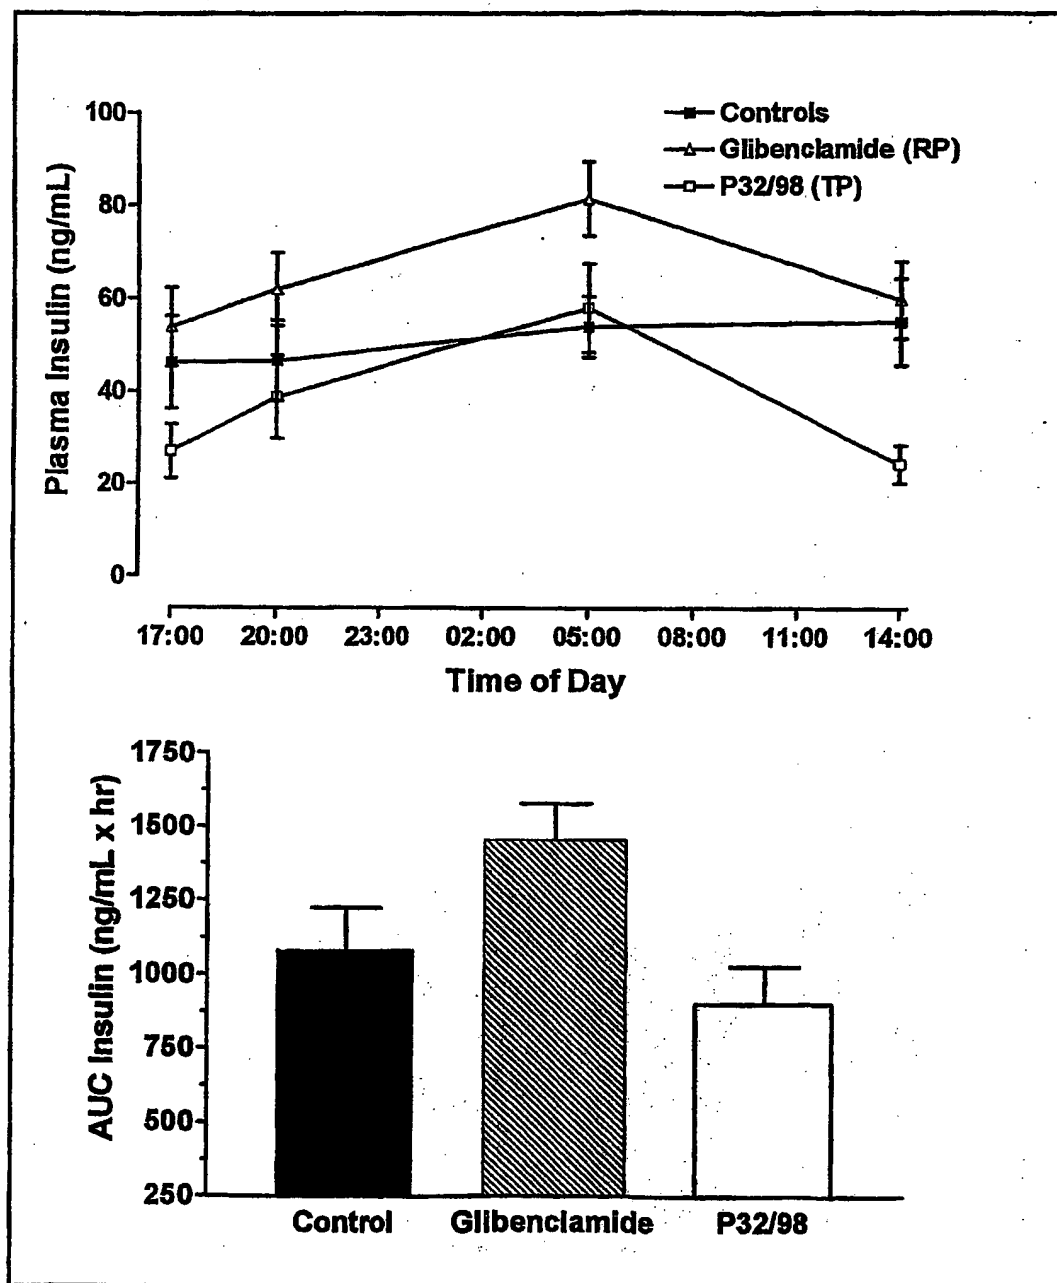 100
Controls
Glibenclamide (RP)
P32/98 (TP)
80
60
40
20
0
Plasma Insulin (ng/mL)
17:00 20:00 23:00 02:00 05:00 08:00 11:00 14:00
Time of Day
1750
1500
1250
1000
750
500
250
AUC Insulin (ng/mL x hr)
Control Glibenclamide P32/98